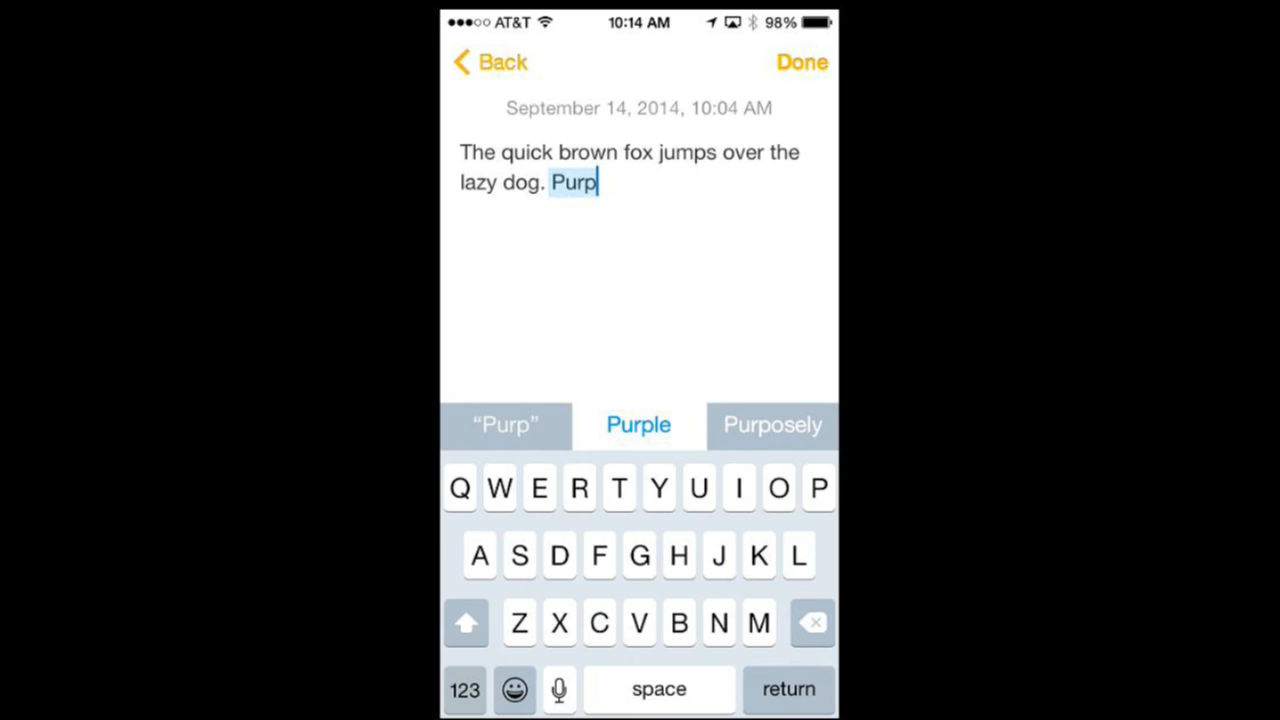 AT&T 10:14 AM 98%
Back Done
September 14, 2014, 10:04 AM
The quick brown fox jumps over the
lazy dog. Purp
“Purp” Purple Purposely
Q W E R T Y U I O P
A S D F G H J K L
Z X C V B N M
123 space return